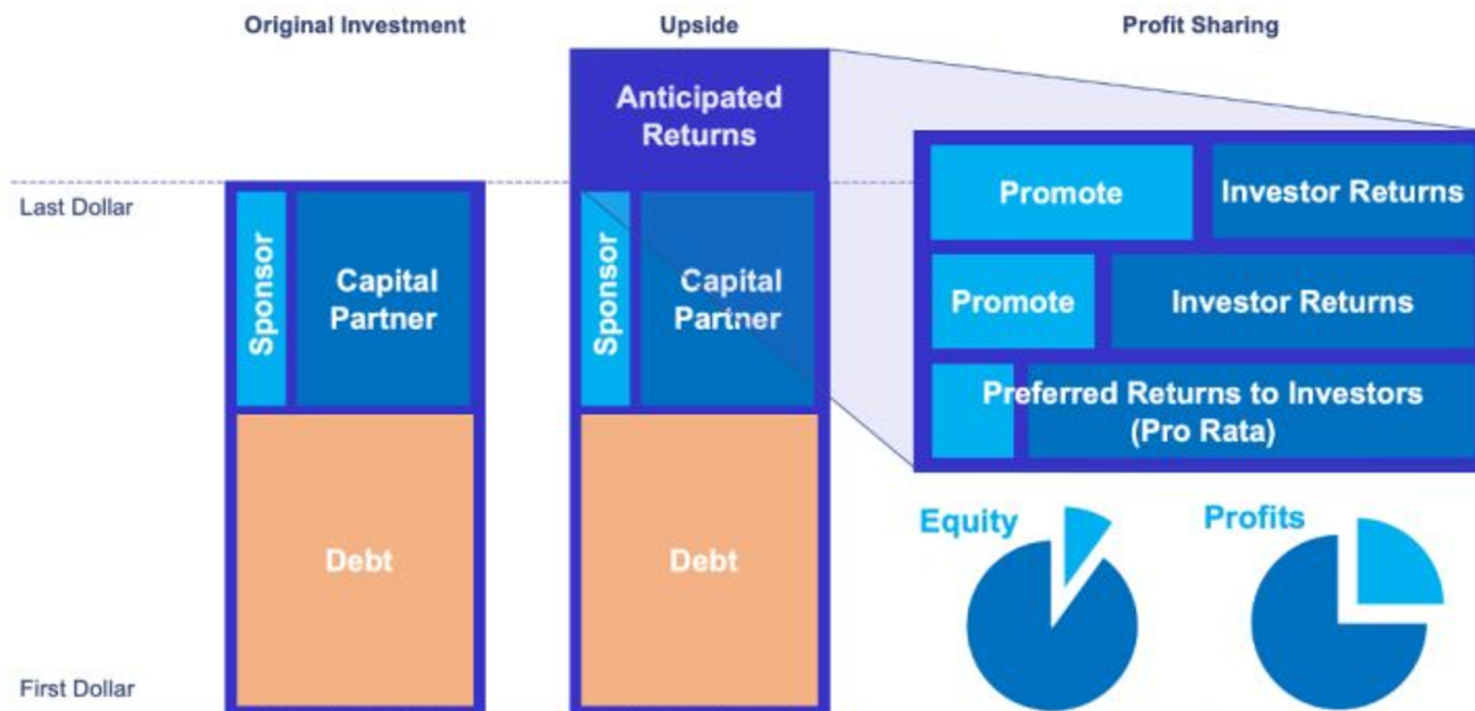 Original Investment
Upside
Profit Sharing
Anticipated
Returns
Last Dollar
Sponsor
Capital
Partner
Debt
First Dollar
Sponsor
Capital
Partner
Debt
Promote
Investor Returns
Promote
Investor Returns
Preferred Returns to Investors
(Pro Rata)
Equity
Profits